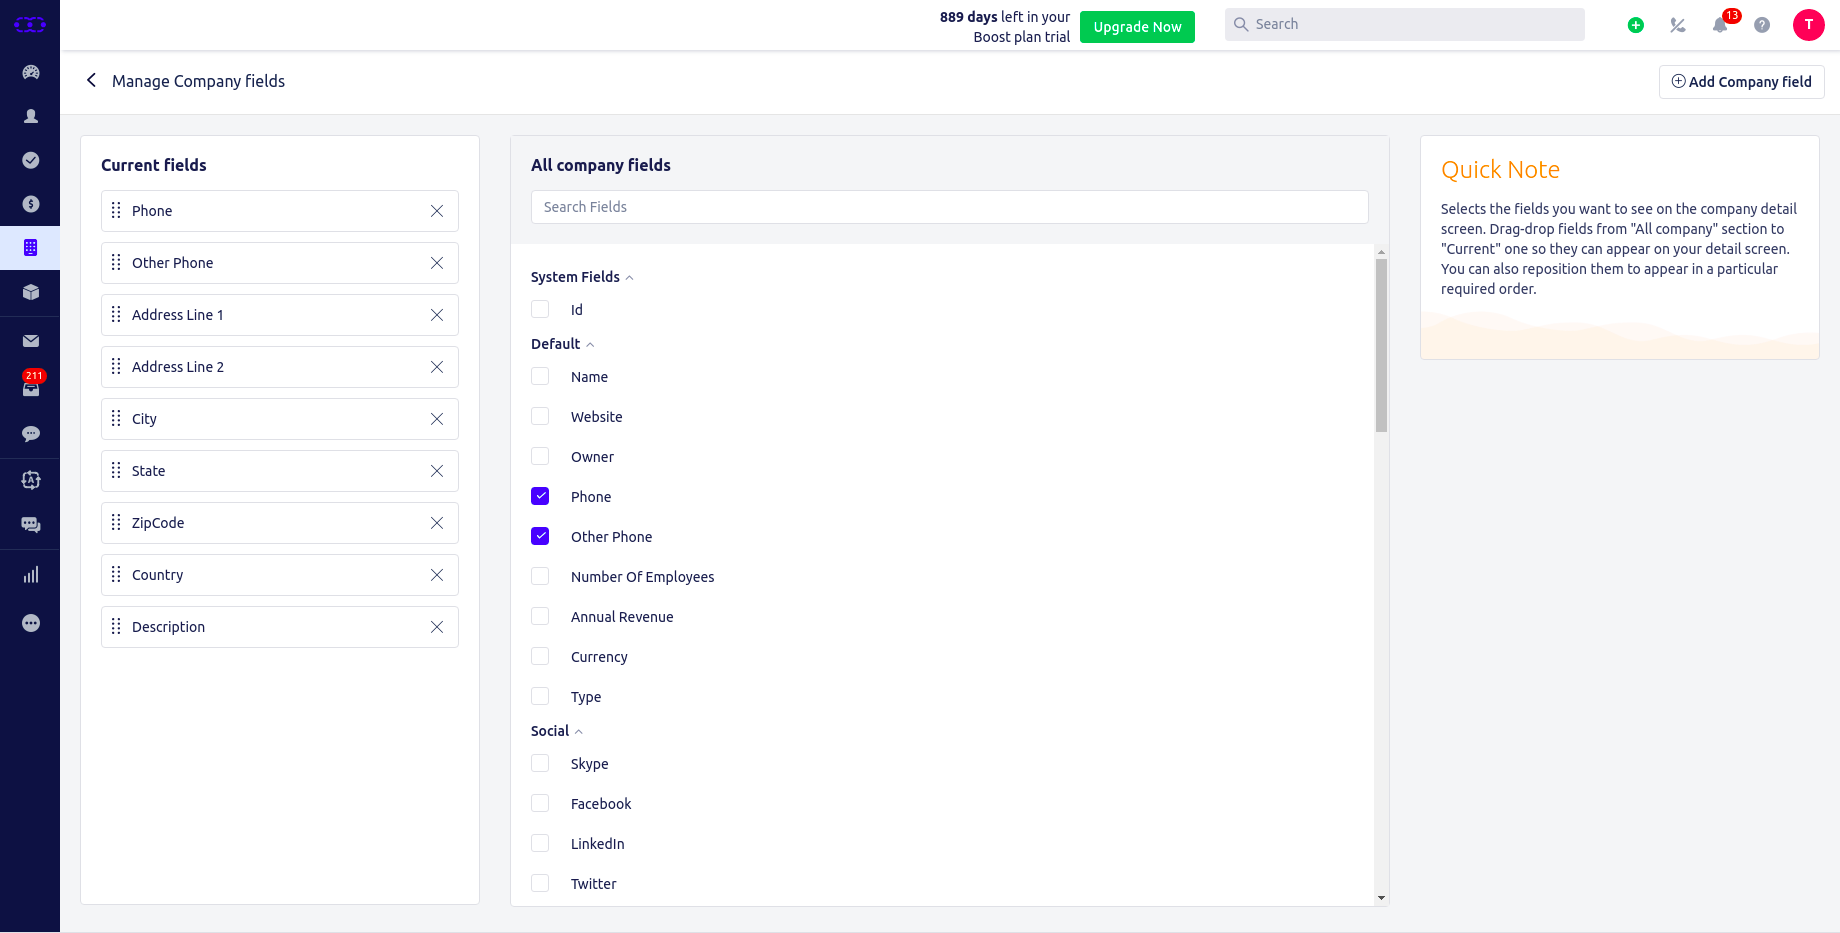 889 days left in your
Boost plan trial
Upgrade Now
Search
13
?
T
Manage Company fields
Add Company field
211
Current fields
Phone
Other Phone
Address Line 1
Address Line 2
City
State
ZipCode
Country
Description
All company fields
Search Fields
System Fields
Id
Default
Name
Website
Owner
Phone
Other Phone
Number Of Employees
Annual Revenue
Currency
Type
Social
Skype
Facebook
LinkedIn
Twitter
Quick Note
Selects the fields you want to see on the company detail
screen. Drag-drop fields from "All company" section to
"Current" one so they can appear on your detail screen.
You can also reposition them to appear in a particular
required order.